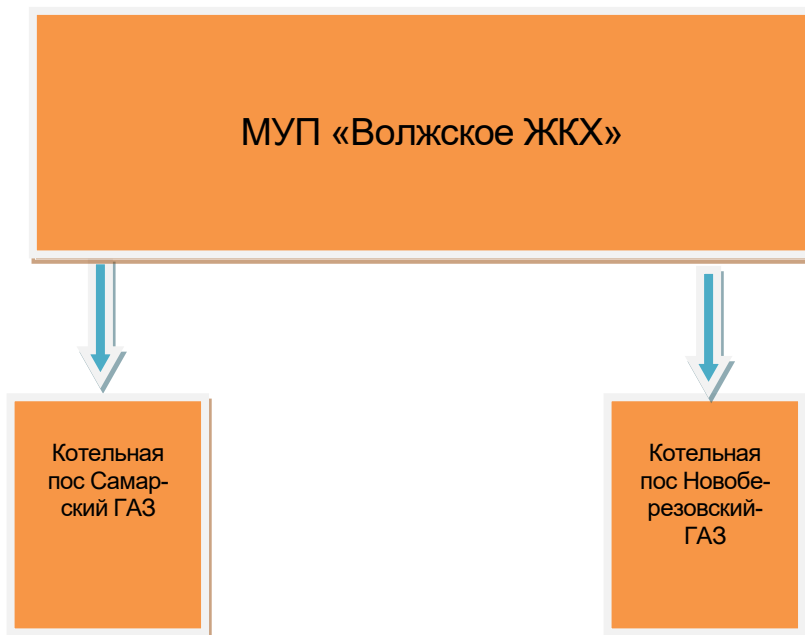 МУП «Волжское ЖКХ»
Котельная
пос Самар-
ский ГАЗ
Котельная
пос Новобе-
резовский-
ГАЗ